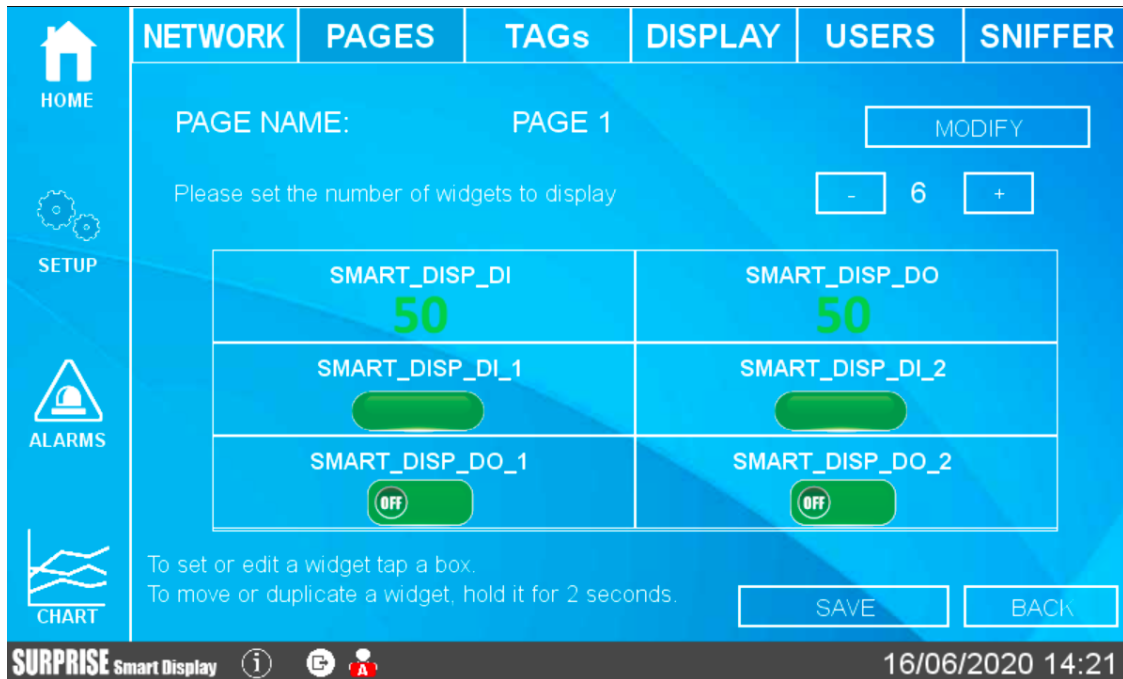 NETWORK PAGES TAGs DISPLAY USERS SNIFFER
HOME
PAGE NAME: PAGE 1 MODIFY
Please set the number of widgets to display - 6 +
SETUP
SMART_DISP_DI SMART_DISP_DO
50 50
SMART_DISP_DI_1 SMART_DISP_DI_2
ALARMS
SMART_DISP_DO_1 SMART_DISP_DO_2
OFF OFF
To set or edit a widget tap a box.
To move or duplicate a widget, hold it for 2 seconds.
SAVE BACK
CHART
SURPRISE Smart Display i A 16/06/2020 14:21